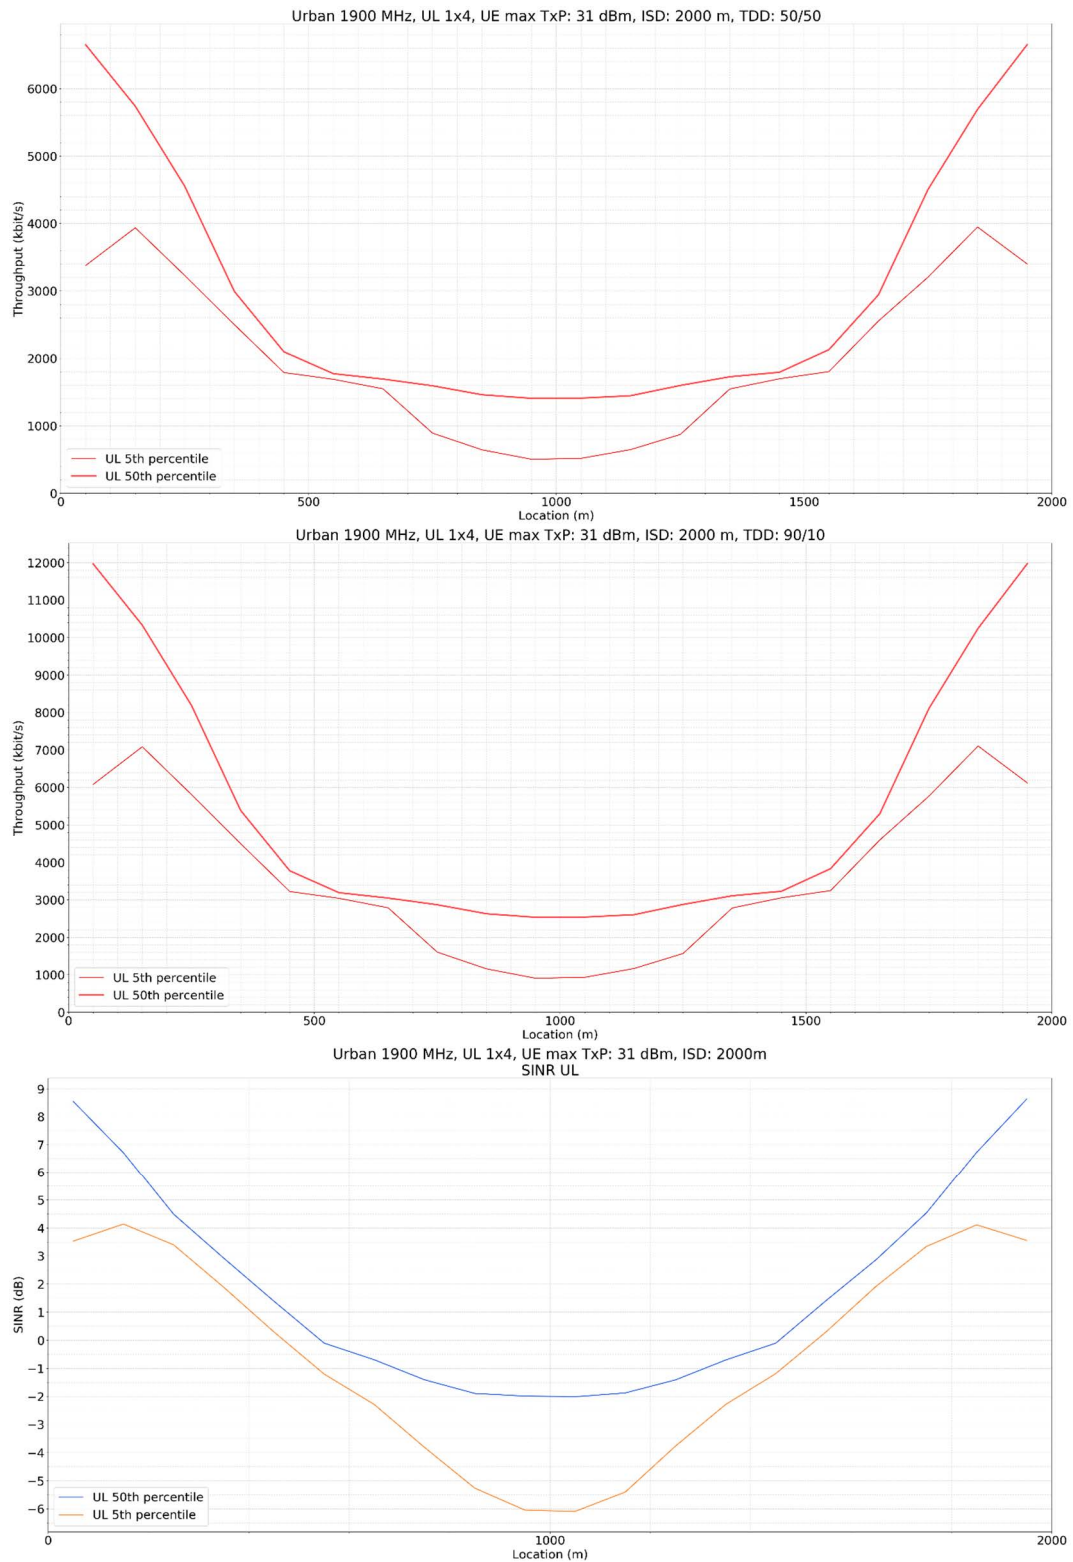 Urban 1900 MHz, UL 1x4, UE max TxP: 31 dBm, ISD: 2000 m, TDD: 50/50
6000
5000
4000
3000
2000
1000
0
Throughput (kbit/s)
UL 5th percentile
UL 50th percentile
0 500 1000 1500 2000
Location (m)
Urban 1900 MHz, UL 1x4, UE max TxP: 31 dBm, ISD: 2000 m, TDD: 90/10
12000
11000
10000
9000
8000
7000
6000
5000
4000
3000
2000
1000
0
Throughput (kbit/s)
UL 5th percentile
UL 50th percentile
0 500 1000 1500 2000
Location (m)
Urban 1900 MHz, UL 1x4, UE max TxP: 31 dBm, ISD: 2000m
SINR UL
9
8
7
6
5
4
3
2
1
0
−1
−2
−3
−4
−5
−6
SINR (dB)
UL 50th percentile
UL 5th percentile
0 1000 2000
Location (m)